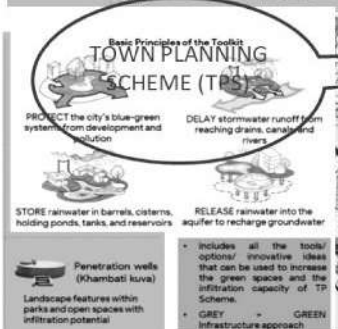 Basic Principles of the Toolkit
TOWN PLANNING
SCHEME (TPS)
PROTECT the city's blue-green
systems from development and
pollution
DELAY stormwater runoff from
reaching drains, canals and
rivers
STORE rainwater in barrels, cisterns,
holding ponds, tanks, and reservoirs
RELEASE rainwater into the
aquifer to recharge groundwater
Penetration wells
(Khambati kuva)
Landscape features within
parks and open spaces with
infiltration potential
• Includes all the tools/
options/ innovative ideas
that can be used to increase
the green spaces and the
infiltration capacity of TP
Scheme.
• GREY + GREEN
Infrastructure approach